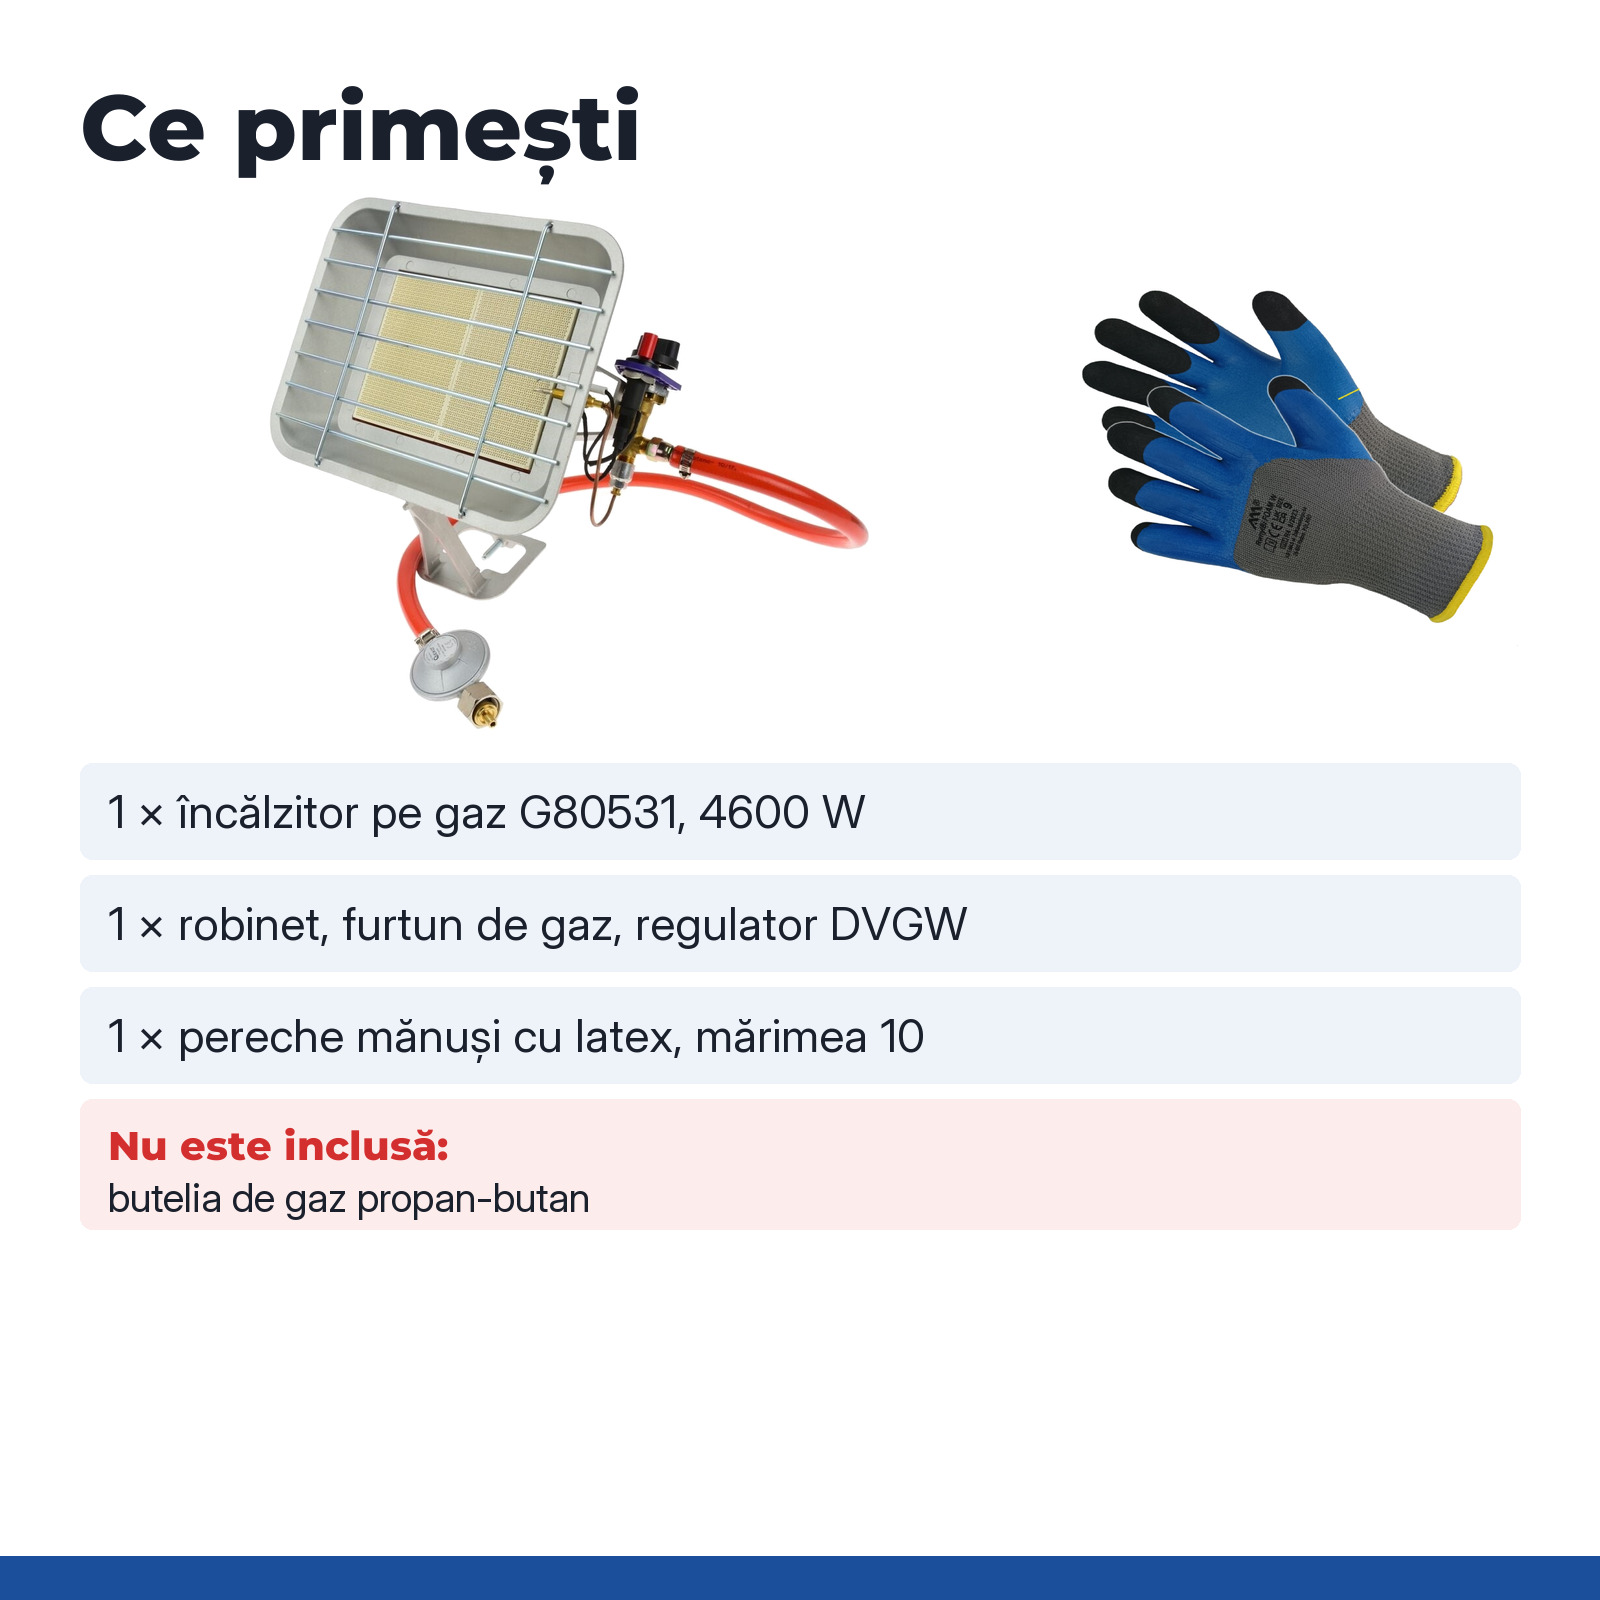 Ce primești
1 × încălzitor pe gaz G80531, 4600 W
1 × robinet, furtun de gaz, regulator DVGW
1 × pereche mănuși cu latex, mărimea 10
Nu este inclusă:
butelia de gaz propan-butan